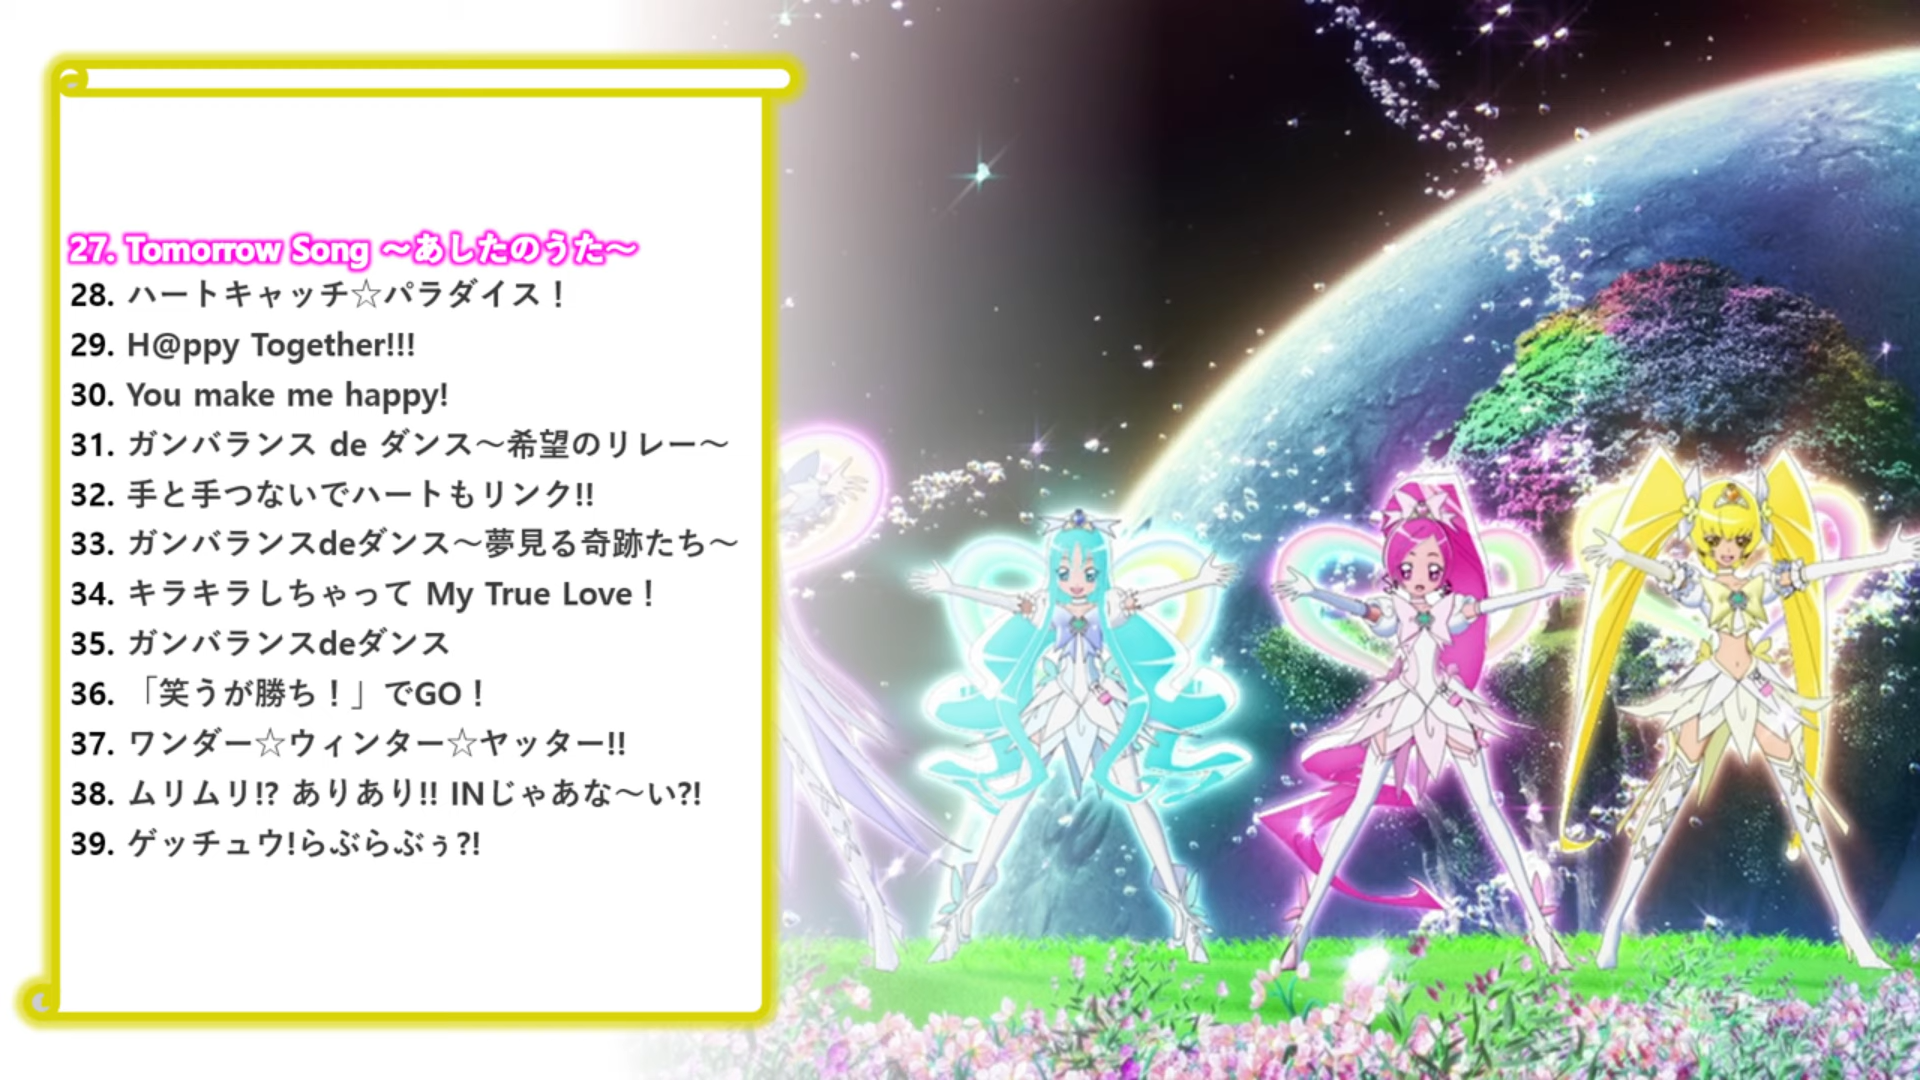 27. Tomorrow Song ～あしたのうた～
28. ハートキャッチ☆パラダイス！
29. H@ppy Together!!!
30. You make me happy!
31. ガンバランス de ダンス～希望のリレー～
32. 手と手つないでハートもリンク!!
33. ガンバランスdeダンス～夢見る奇跡たち～
34. キラキラしちゃって My True Love！
35. ガンバランスdeダンス
36. 「笑うが勝ち！」でGO！
37. ワンダー☆ウィンター☆ヤッター!!
38. ムリムリ!? ありあり!! INじゃあな～い?!
39. ゲッチュウ!らぶらぶぅ?!